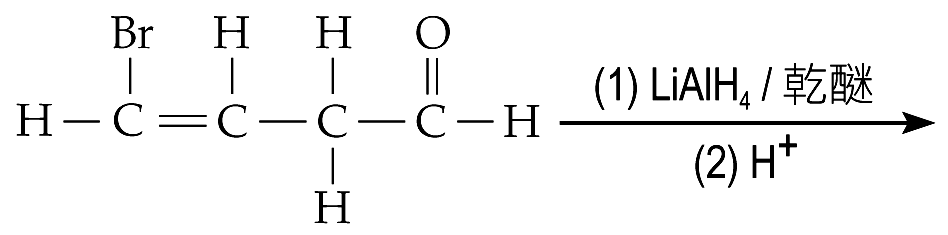 Br H H O
H－C＝C－C－C－H
H
(1) LiAlH₄ / 乾醚
(2) H⁺